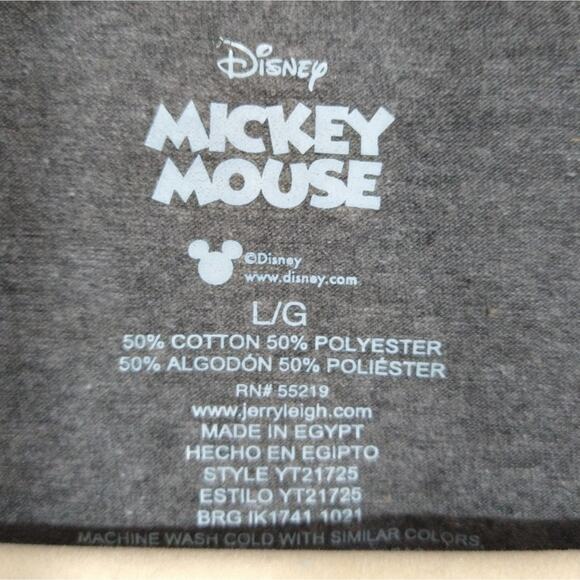 Disney
MICKEY
MOUSE
©Disney
www.disney.com
L/G
50% COTTON 50% POLYESTER
50% ALGODÓN 50% POLIÉSTER
RN# 55219
www.jerryleigh.com
MADE IN EGYPT
HECHO EN EGIPTO
STYLE YT21725
ESTILO YT21725
BRG IK1741 1021
MACHINE WASH COLD WITH SIMILAR COLORS,